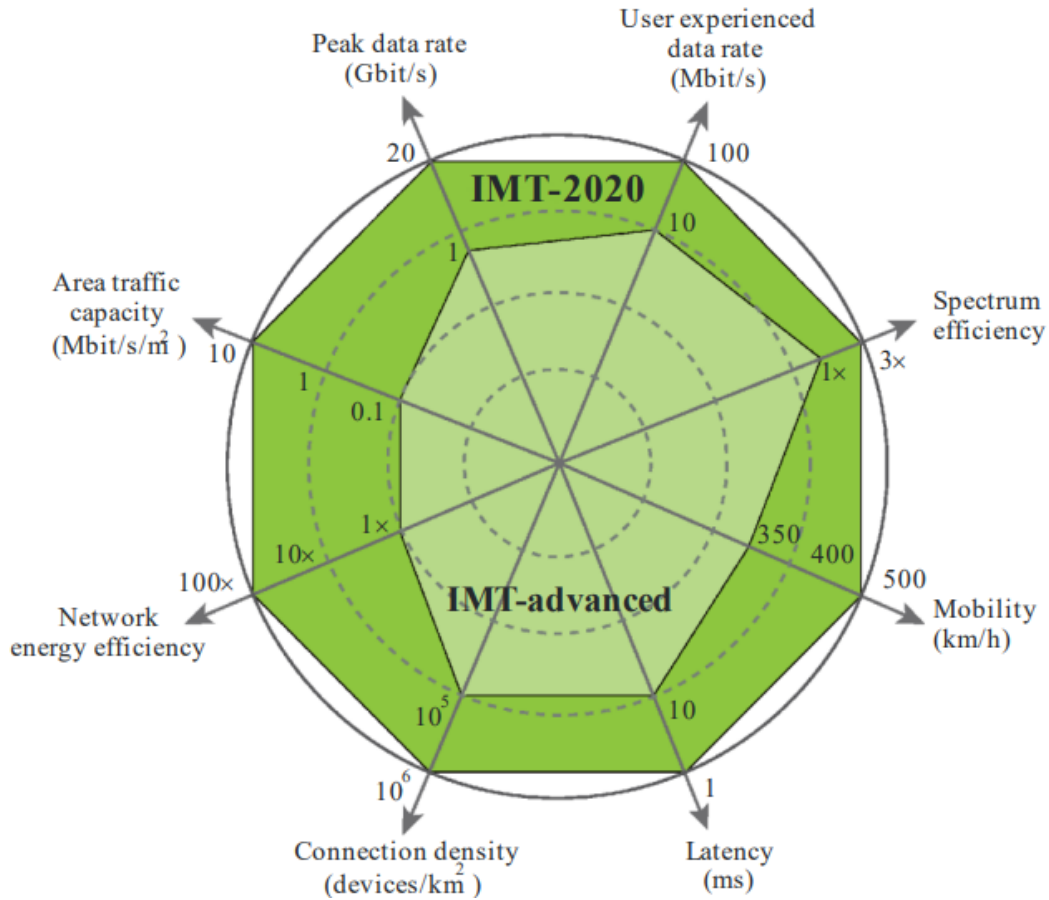 User experienced
data rate
(Mbit/s)
Peak data rate
(Gbit/s)
20
100
IMT-2020
10
1
Area traffic
capacity
(Mbit/s/m²)
Spectrum
efficiency
10
1
0.1
1×
3×
1×
10×
100×
350
400
500
Network
energy efficiency
IMT-advanced
Mobility
(km/h)
10⁵
10
10⁶
1
Connection density
(devices/km²)
Latency
(ms)